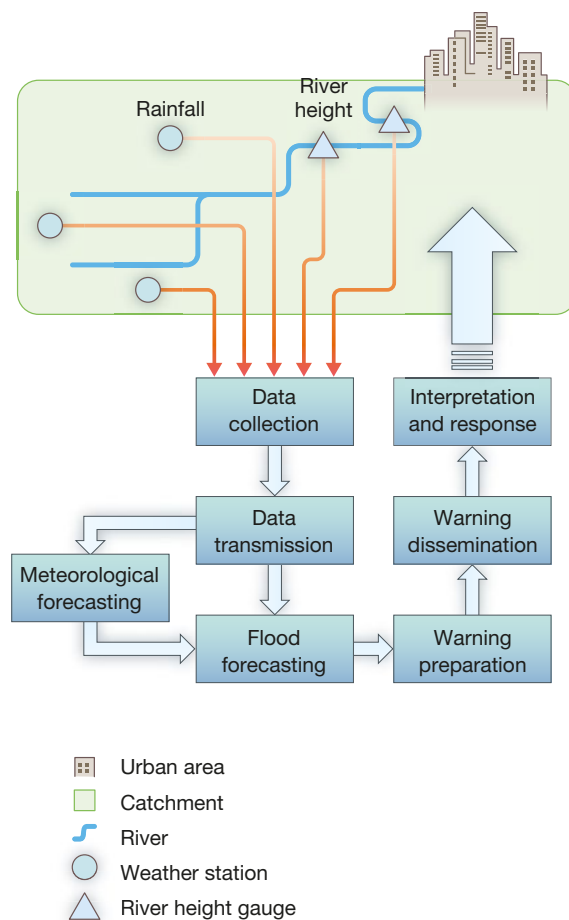 Rainfall
River
height
Data
collection
Interpretation
and response
Data
transmission
Warning
dissemination
Meteorological
forecasting
Flood
forecasting
Warning
preparation
Urban area
Catchment
River
Weather station
River height gauge